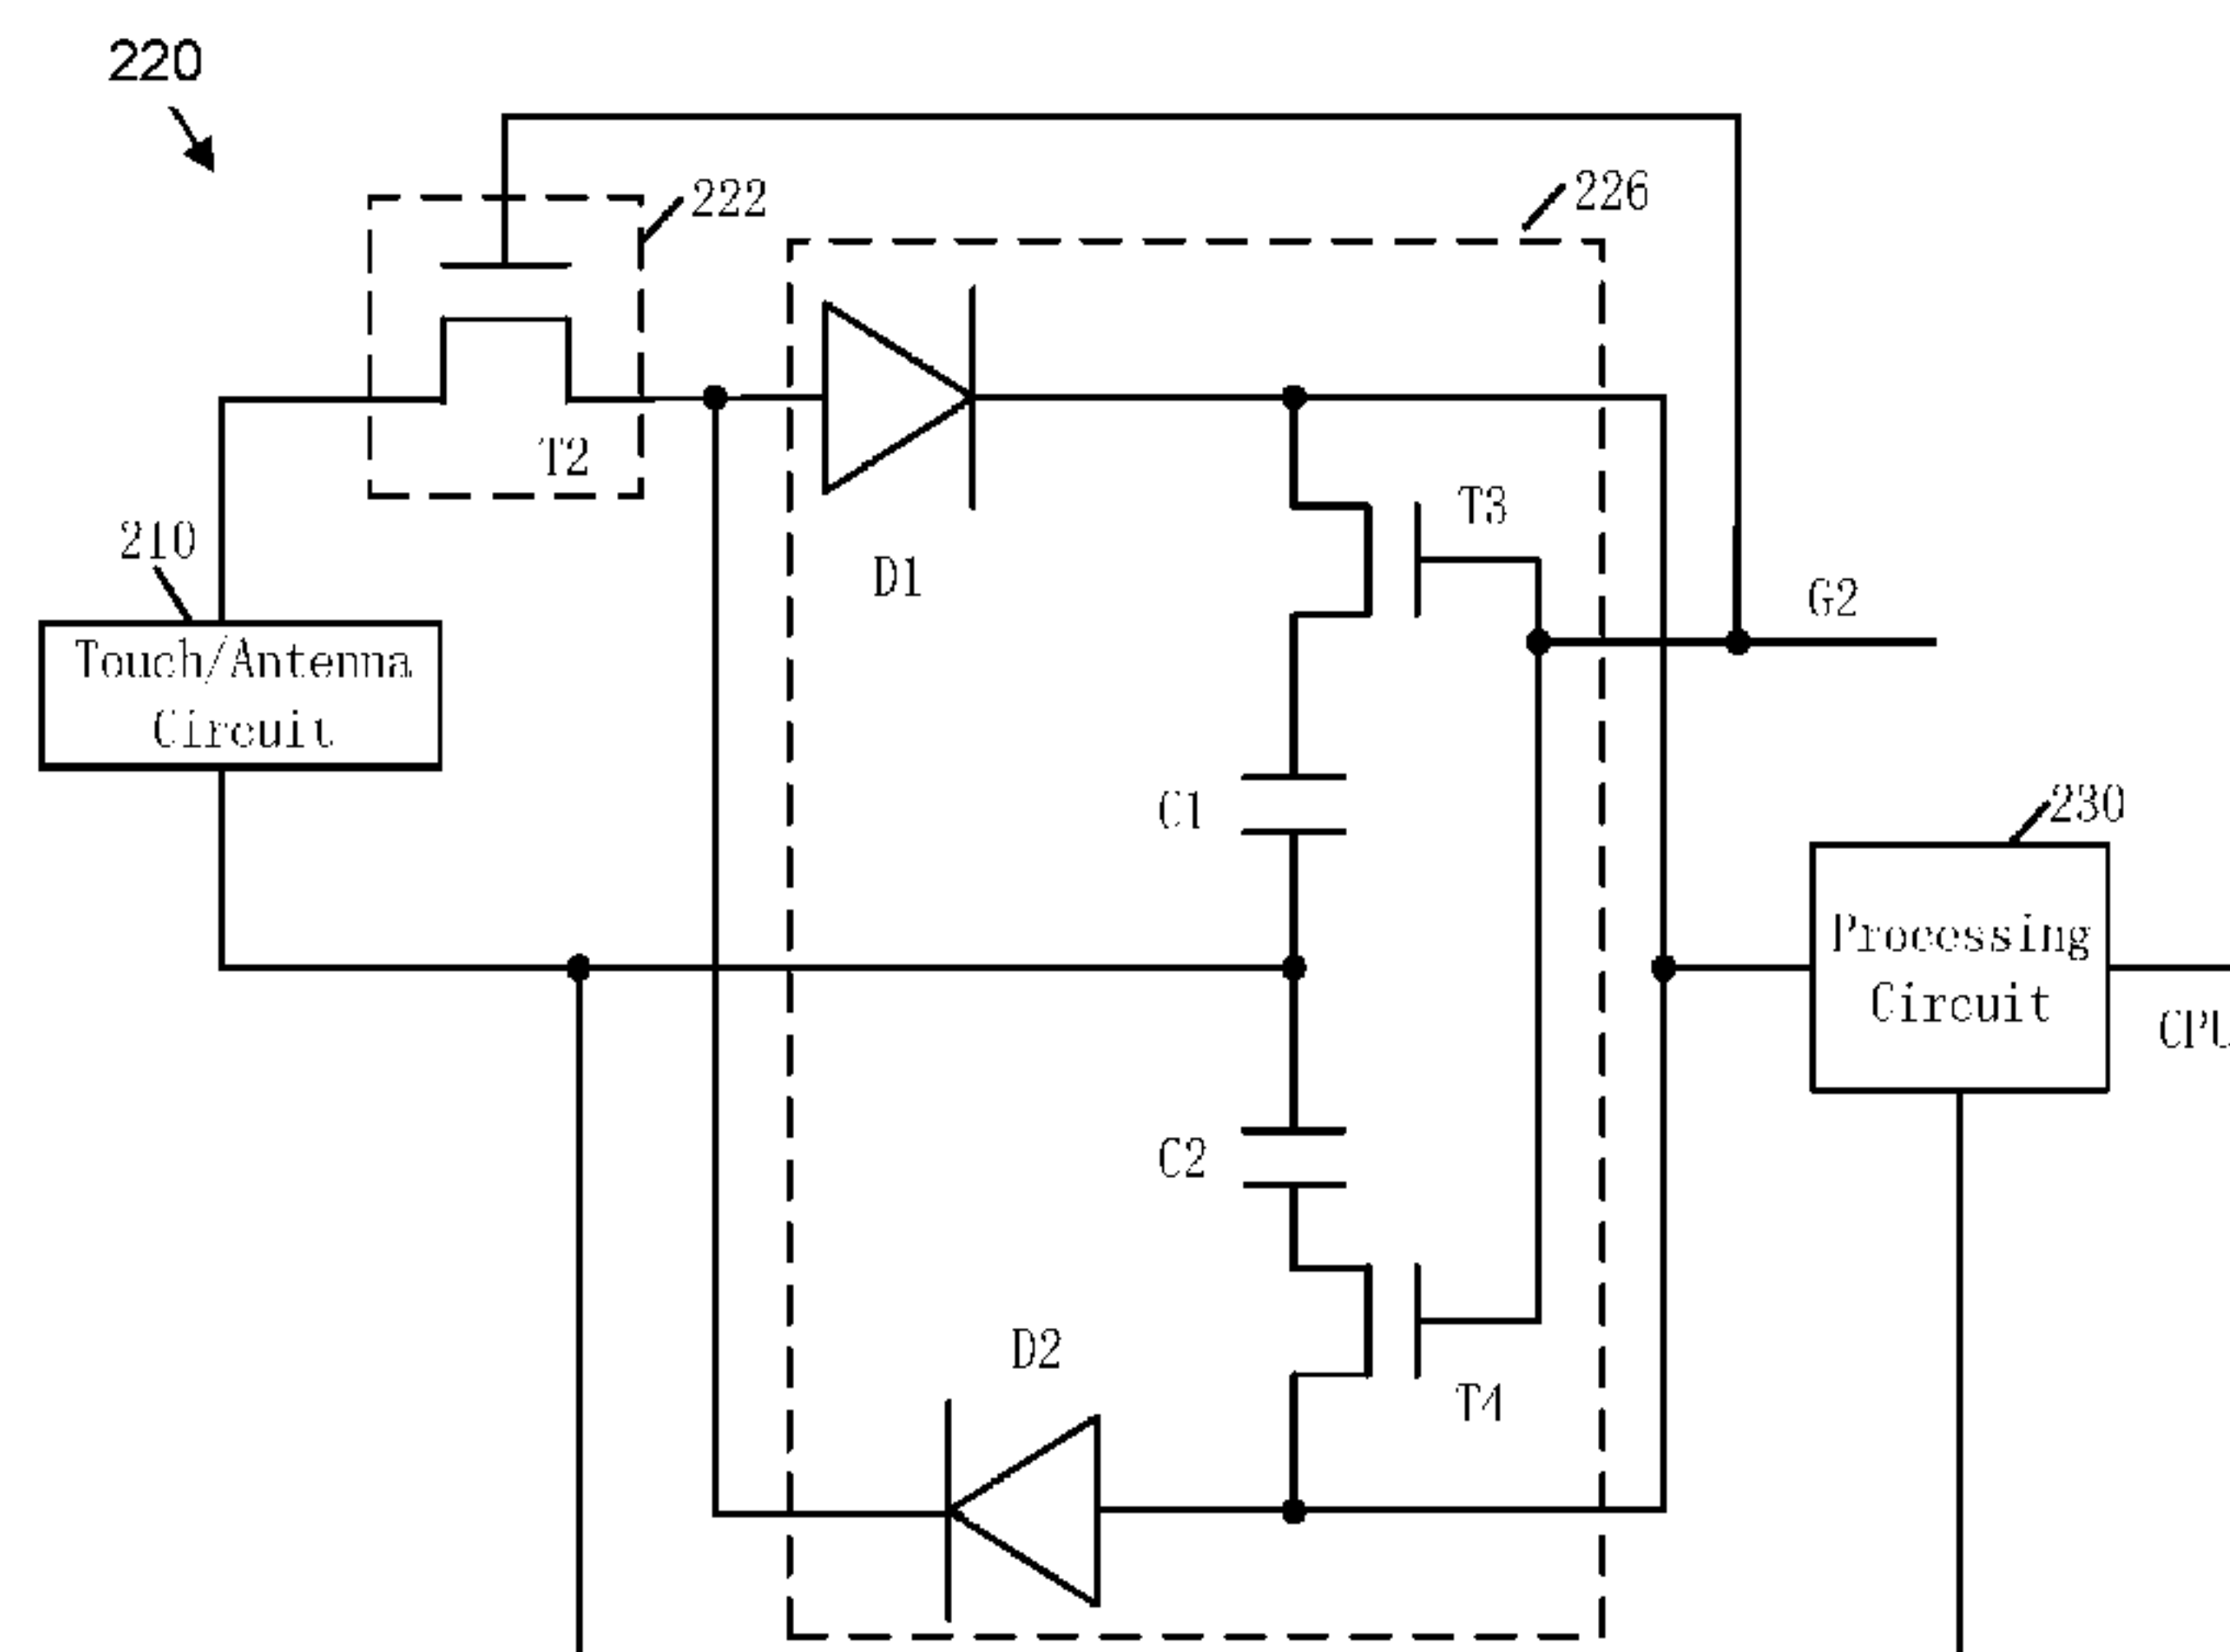 220
222
226
T2
T3
210
D1
G2
Touch/Antenna
Circuit
C1
230
Processing
Circuit
CPU
C2
D2
T4